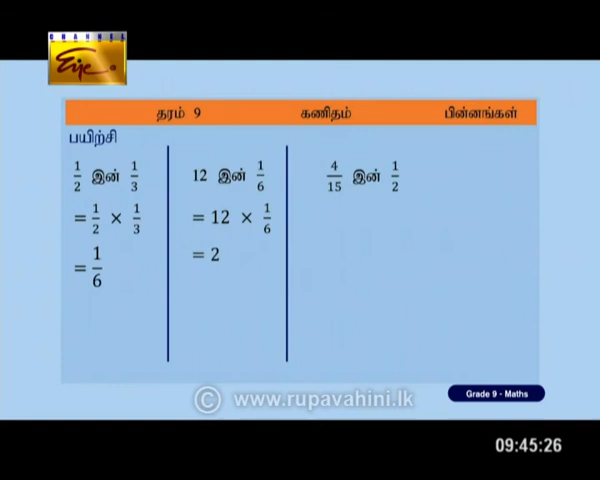 CHANNEL
Eye
தரம் 9 கணிதம் பின்னங்கள்
பயிற்சி
1/2 இன் 1/3
= 1/2 × 1/3
= 1/6
12 இன் 1/6
= 12 × 1/6
= 2
4/15 இன் 1/2
© www.rupavahini.lk
Grade 9 - Maths
09:45:26